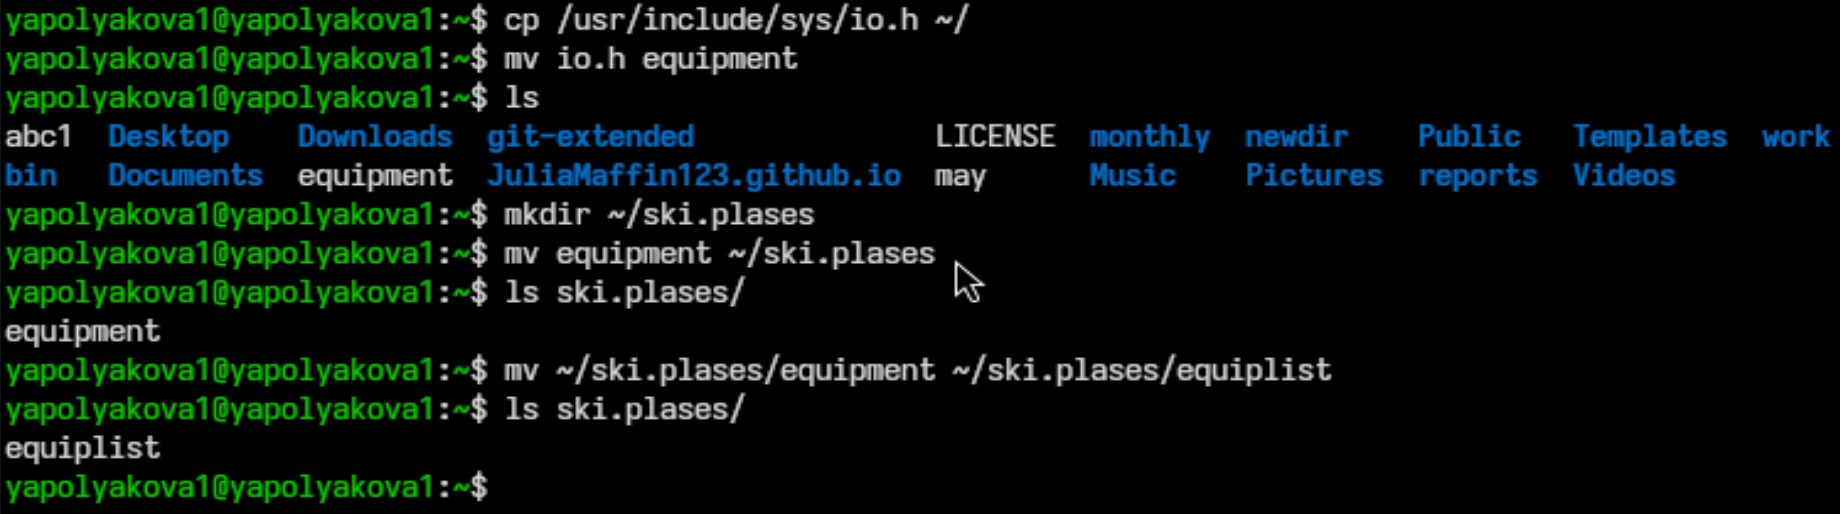 yapolyakova1@yapolyakova1:~$ cp /usr/include/sys/io.h ~/
yapolyakova1@yapolyakova1:~$ mv io.h equipment
yapolyakova1@yapolyakova1:~$ ls
abc1  Desktop    Downloads  git-extended              LICENSE  monthly  newdir    Public   Templates  work
bin   Documents  equipment  JuliaMaffin123.github.io  may      Music    Pictures  reports  Videos
yapolyakova1@yapolyakova1:~$ mkdir ~/ski.plases
yapolyakova1@yapolyakova1:~$ mv equipment ~/ski.plases
yapolyakova1@yapolyakova1:~$ ls ski.plases/
equipment
yapolyakova1@yapolyakova1:~$ mv ~/ski.plases/equipment ~/ski.plases/equiplist
yapolyakova1@yapolyakova1:~$ ls ski.plases/
equiplist
yapolyakova1@yapolyakova1:~$